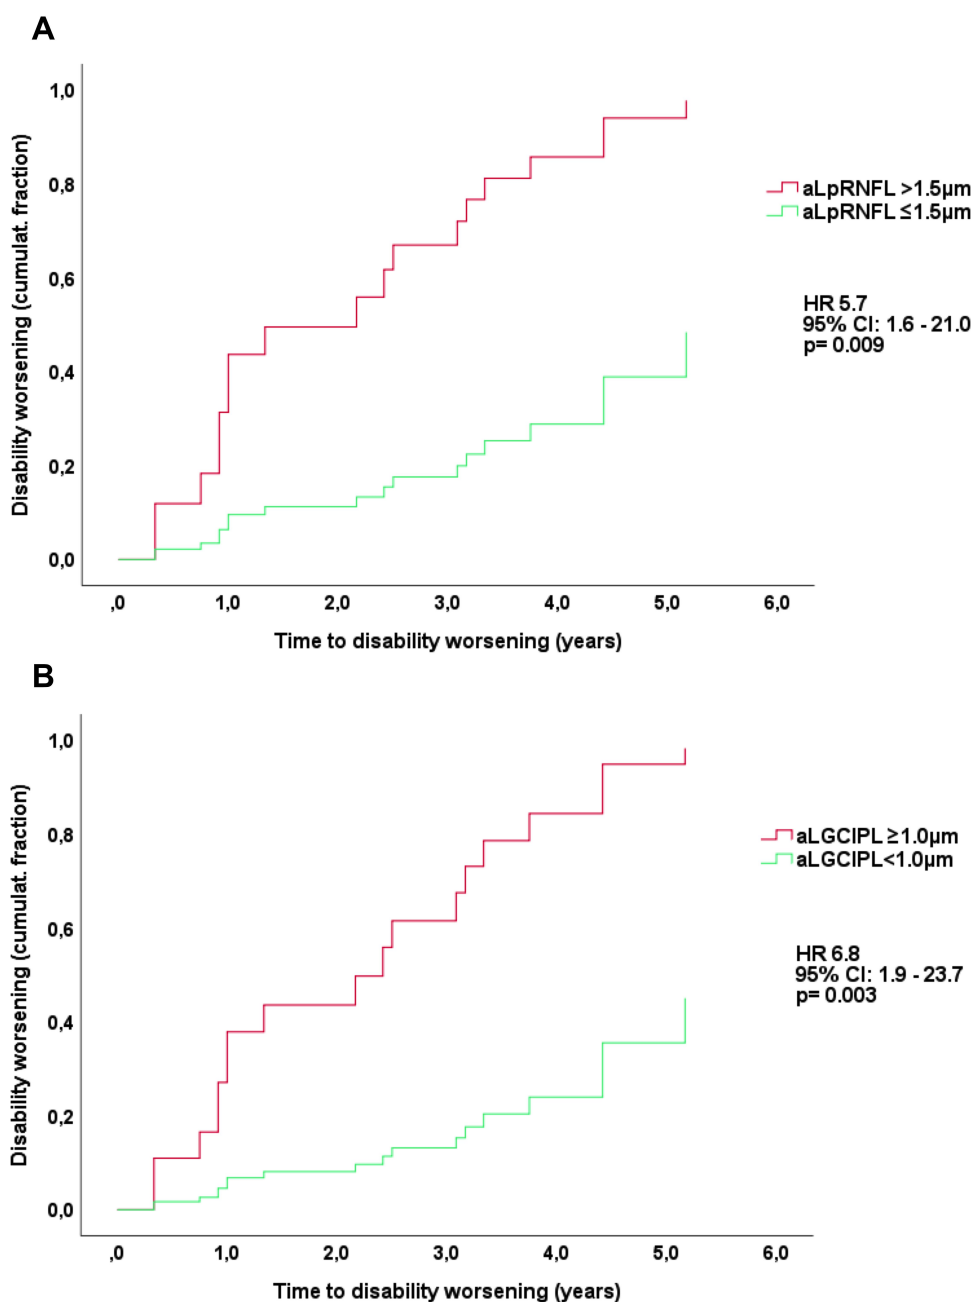 A
Disability worsening (cumulat. fraction)
1,0
0,8
0,6
0,4
0,2
0,0
,0 1,0 2,0 3,0 4,0 5,0 6,0
Time to disability worsening (years)
aLpRNFL >1.5µm
aLpRNFL ≤1.5µm
HR 5.7
95% CI: 1.6 - 21.0
p= 0.009
B
Disability worsening (cumulat. fraction)
1,0
0,8
0,6
0,4
0,2
0,0
,0 1,0 2,0 3,0 4,0 5,0 6,0
Time to disability worsening (years)
aLGCIPL ≥1.0µm
aLGCIPL<1.0µm
HR 6.8
95% CI: 1.9 - 23.7
p= 0.003